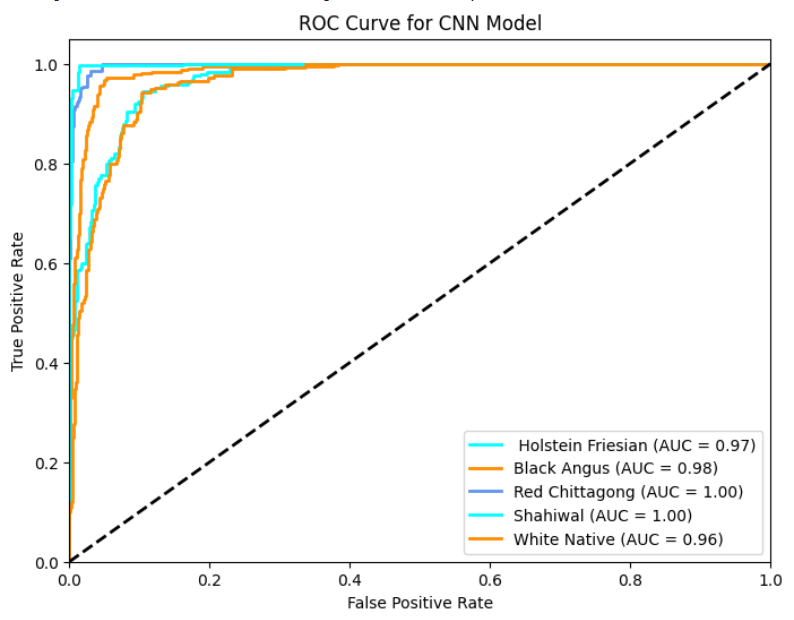 ROC Curve for CNN Model
True Positive Rate
1.0
0.8
0.6
0.4
0.2
0.0
Holstein Friesian (AUC = 0.97)
Black Angus (AUC = 0.98)
Red Chittagong (AUC = 1.00)
Shahiwal (AUC = 1.00)
White Native (AUC = 0.96)
0.0 0.2 0.4 0.6 0.8 1.0
False Positive Rate